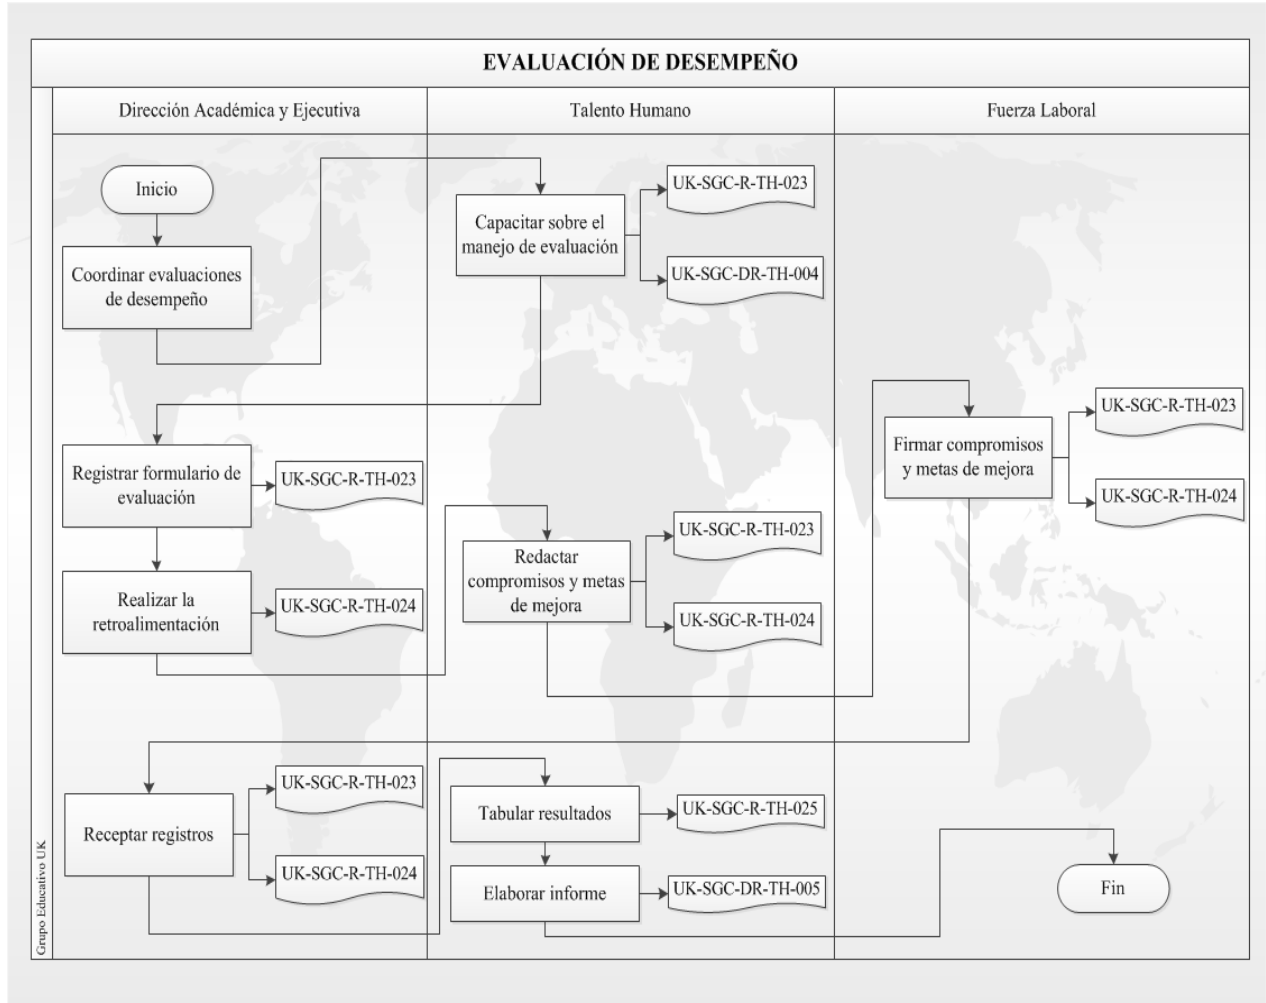 EVALUACIÓN DE DESEMPEÑO
Dirección Académica y Ejecutiva
Talento Humano
Fuerza Laboral
Inicio
Coordinar evaluaciones
de desempeño
Capacitar sobre el
manejo de evaluación
UK-SGC-R-TH-023
UK-SGC-DR-TH-004
Registrar formulario de
evaluación
UK-SGC-R-TH-023
Realizar la
retroalimentación
UK-SGC-R-TH-024
Redactar
compromisos y metas
de mejora
UK-SGC-R-TH-023
UK-SGC-R-TH-024
Firmar compromisos
y metas de mejora
UK-SGC-R-TH-023
UK-SGC-R-TH-024
Receptar registros
UK-SGC-R-TH-023
UK-SGC-R-TH-024
Tabular resultados
UK-SGC-R-TH-025
Elaborar informe
UK-SGC-DR-TH-005
Fin
Grupo Educativo UK